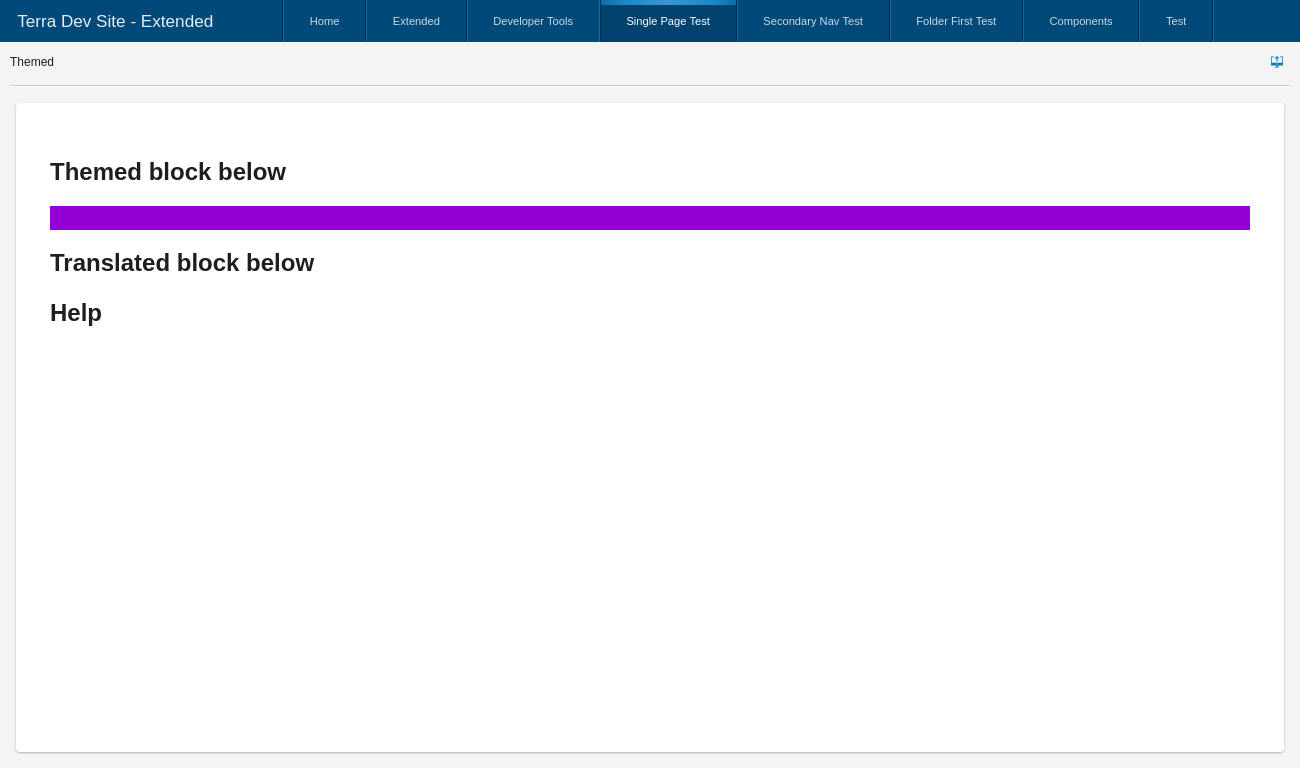 Terra Dev Site - Extended
Home
Extended
Developer Tools
Single Page Test
Secondary Nav Test
Folder First Test
Components
Test
Themed
Themed block below
Translated block below
Help